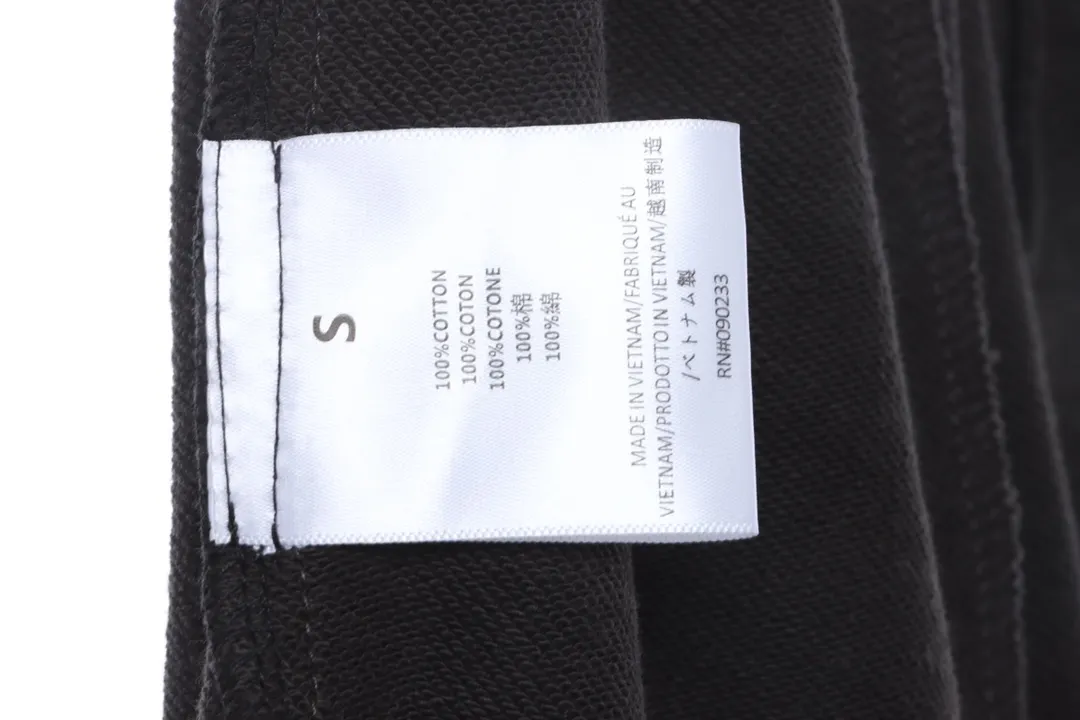 S
100%COTTON
100%COTON
100%COTONE
100%棉
100%綿
MADE IN VIETNAM/FABRIQUÉ AU
VIETNAM/PRODOTTO IN VIETNAM/越南制造
/ベトナム製
RN#090233